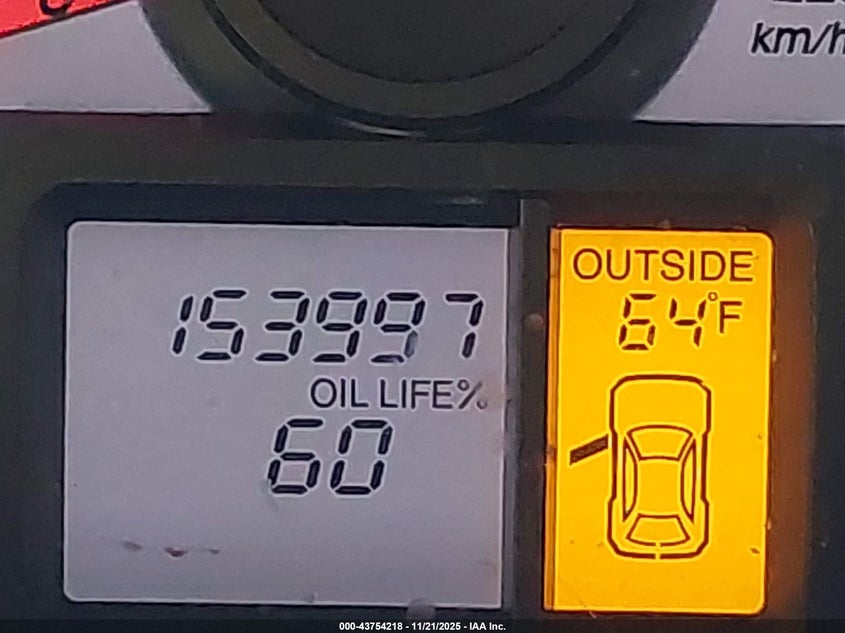 km/h
153997
OIL LIFE%
60
OUTSIDE
64°F
000-43754218 - 11/21/2025 - IAA Inc.